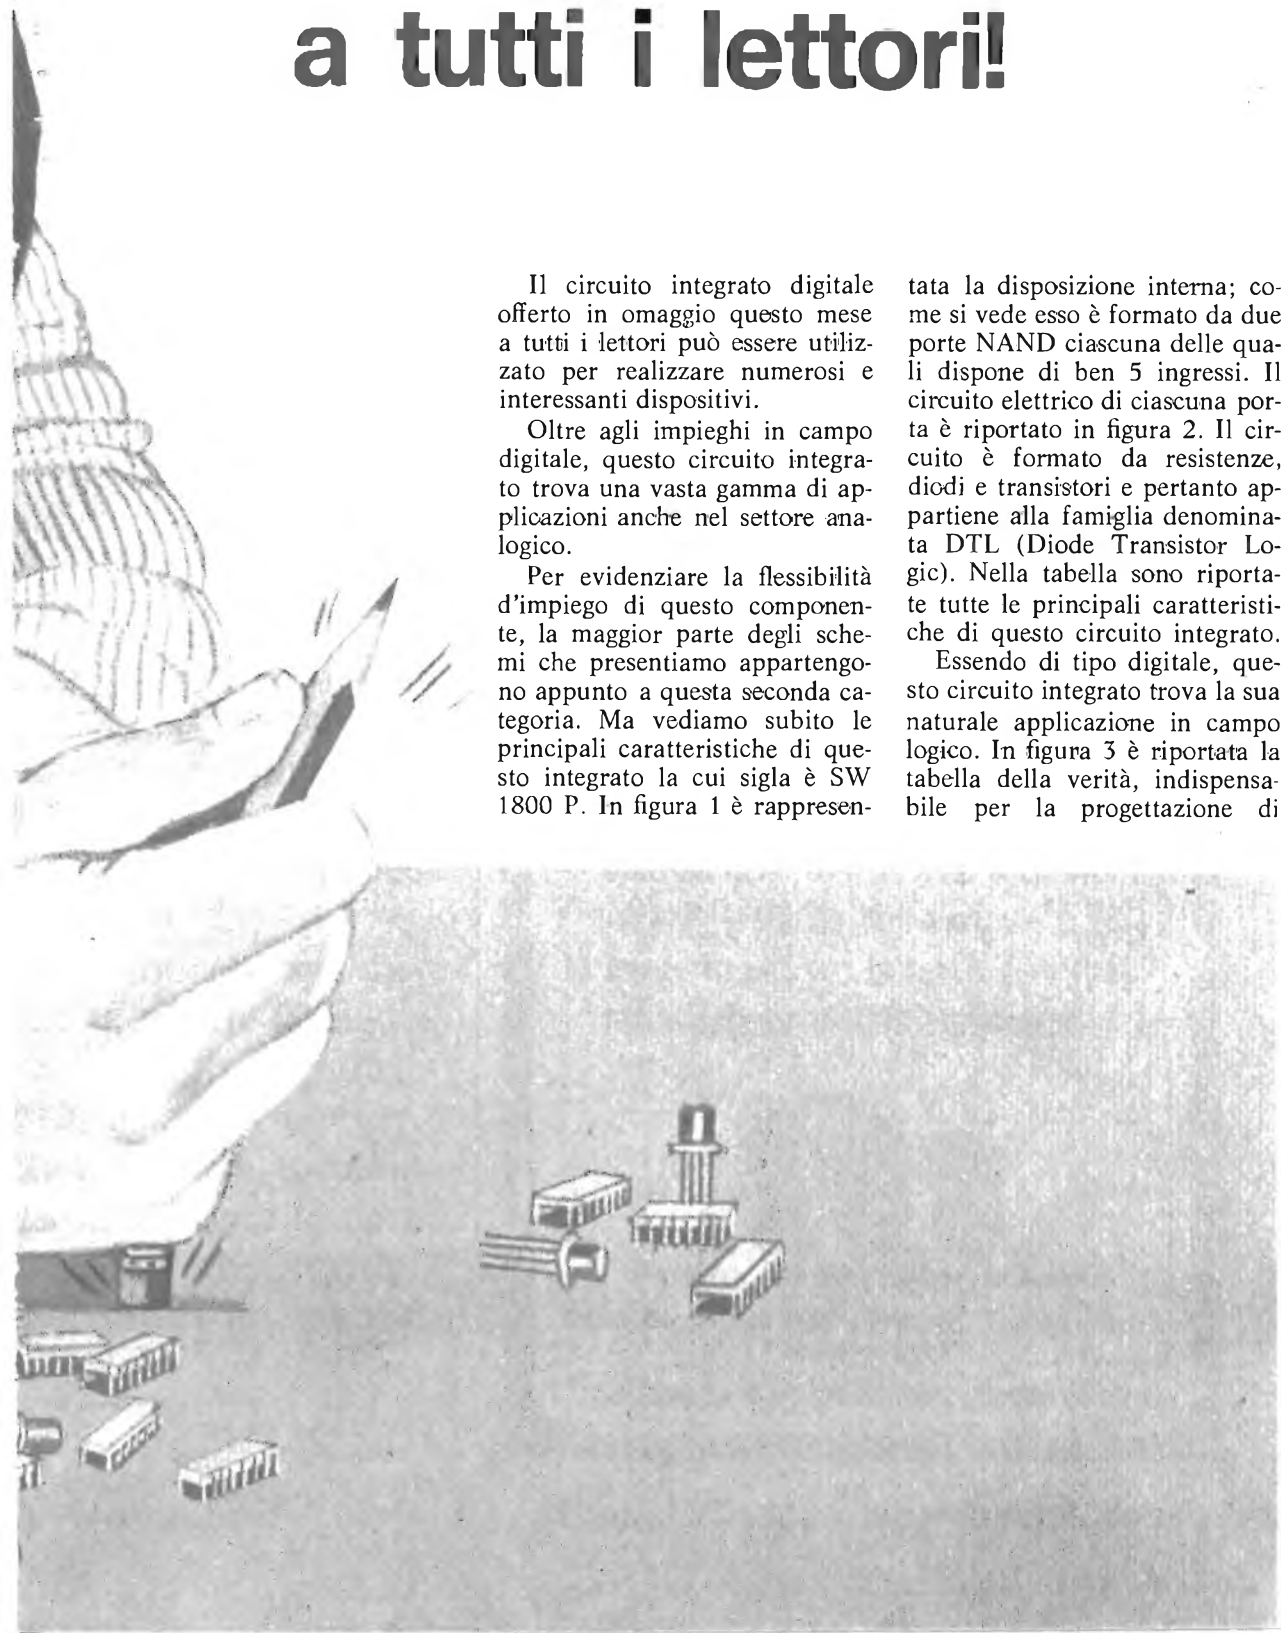 a tutti i lettori!
Il circuito integrato digitale
offerto in omaggio questo mese
a tutti i lettori può essere utiliz-
zato per realizzare numerosi e
interessanti dispositivi.
Oltre agli impieghi in campo
digitale, questo circuito integra-
to trova una vasta gamma di ap-
plicazioni anche nel settore ana-
logico.
Per evidenziare la flessibilità
d'impiego di questo componen-
te, la maggior parte degli sche-
mi che presentiamo appartengo-
no appunto a questa seconda ca-
tegoria. Ma vediamo subito le
principali caratteristiche di que-
sto integrato la cui sigla è SW
1800 P. In figura 1 è rappresen-
tata la disposizione interna; co-
me si vede esso è formato da due
porte NAND ciascuna delle qua-
li dispone di ben 5 ingressi. Il
circuito elettrico di ciascuna por-
ta è riportato in figura 2. Il cir-
cuito è formato da resistenze,
diodi e transistori e pertanto ap-
partiene alla famiglia denomina-
ta DTL (Diode Transistor Lo-
gic). Nella tabella sono riporta-
te tutte le principali caratteristi-
che di questo circuito integrato.
Essendo di tipo digitale, que-
sto circuito integrato trova la sua
naturale applicazione in campo
logico. In figura 3 è riportata la
tabella della verità, indispensa-
bile per la progettazione di